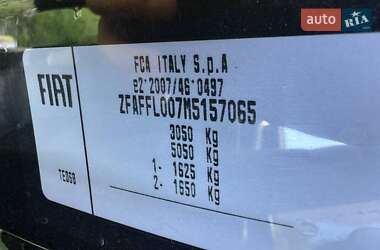 auto RIA
FCA ITALY S.p.A
e2*2007/46*0497
ZFAFFL007M5157065
3050 Kg
5050 Kg
1- 1625 Kg
2- 1650 Kg
FIAT